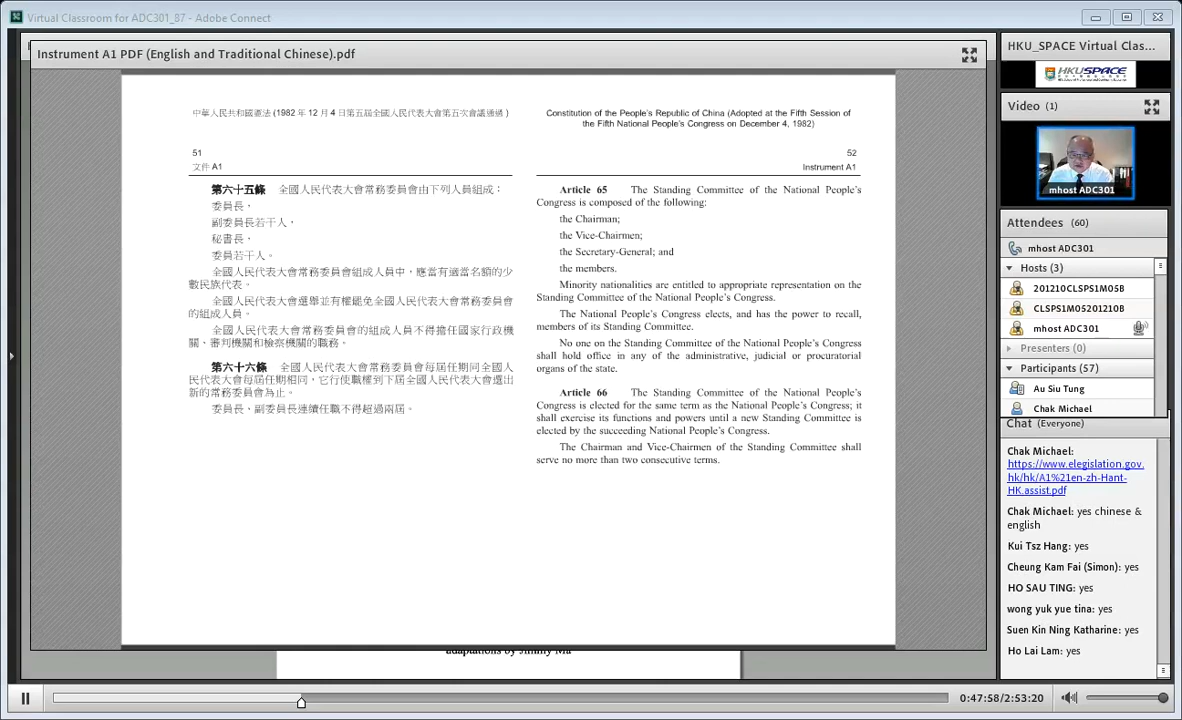 Virtual Classroom for ADC301_87 - Adobe Connect
Instrument A1 PDF (English and Traditional Chinese).pdf
中華人民共和國憲法 (1982 年 12 月 4 日第五屆全國人民代表大會第五次會議通過 )
51
文件 A1
第六十五條 全國人民代表大會常務委員會由下列人員組成：
委員長，
副委員長若干人，
秘書長，
委員若干人。
全國人民代表大會常務委員會組成人員中，應當有適當名額的少
數民族代表。
全國人民代表大會選舉並有權罷免全國人民代表大會常務委員會
的組成人員。
全國人民代表大會常務委員會的組成人員不得擔任國家行政機
關、審判機關和檢察機關的職務。
第六十六條 全國人民代表大會常務委員會每屆任期同全國人
民代表大會每屆任期相同，它行使職權到下屆全國人民代表大會選出
新的常務委員會為止。
委員長，副委員長連續任職不得超過兩屆。
Constitution of the People's Republic of China (Adopted at the Fifth Session of
the Fifth National People's Congress on December 4, 1982)
52
Instrument A1
Article 65 The Standing Committee of the National People's
Congress is composed of the following:
the Chairman;
the Vice-Chairmen;
the Secretary-General; and
the members.
Minority nationalities are entitled to appropriate representation on the
Standing Committee of the National People's Congress.
The National People's Congress elects, and has the power to recall,
members of its Standing Committee.
No one on the Standing Committee of the National People's Congress
shall hold office in any of the administrative, judicial or procuratorial
organs of the state.
Article 66 The Standing Committee of the National People's
Congress is elected for the same term as the National People's Congress; it
shall exercise its functions and powers until a new Standing Committee is
elected by the succeeding National People's Congress.
The Chairman and Vice-Chairmen of the Standing Committee shall
serve no more than two consecutive terms.
adaptations by Jimmy Ma
HKU_SPACE Virtual Clas...
HKU SPACE
Video (1)
mhost ADC301
Attendees (60)
mhost ADC301
Hosts (3)
201210CLSPS1M05B
CLSPS1M05201210B
mhost ADC301
Presenters (0)
Participants (57)
Au Siu Tung
Chak Michael
Chat (Everyone)
Chak Michael:
https://www.elegislation.gov.
hk/hk/A1%21en-zh-Hant-
HK.assist.pdf
Chak Michael: yes chinese &
english
Kui Tsz Hang: yes
Cheung Kam Fai (Simon): yes
HO SAU TING: yes
wong yuk yue tina: yes
Suen Kin Ning Katharine: yes
Ho Lai Lam: yes
0:47:58/2:53:20